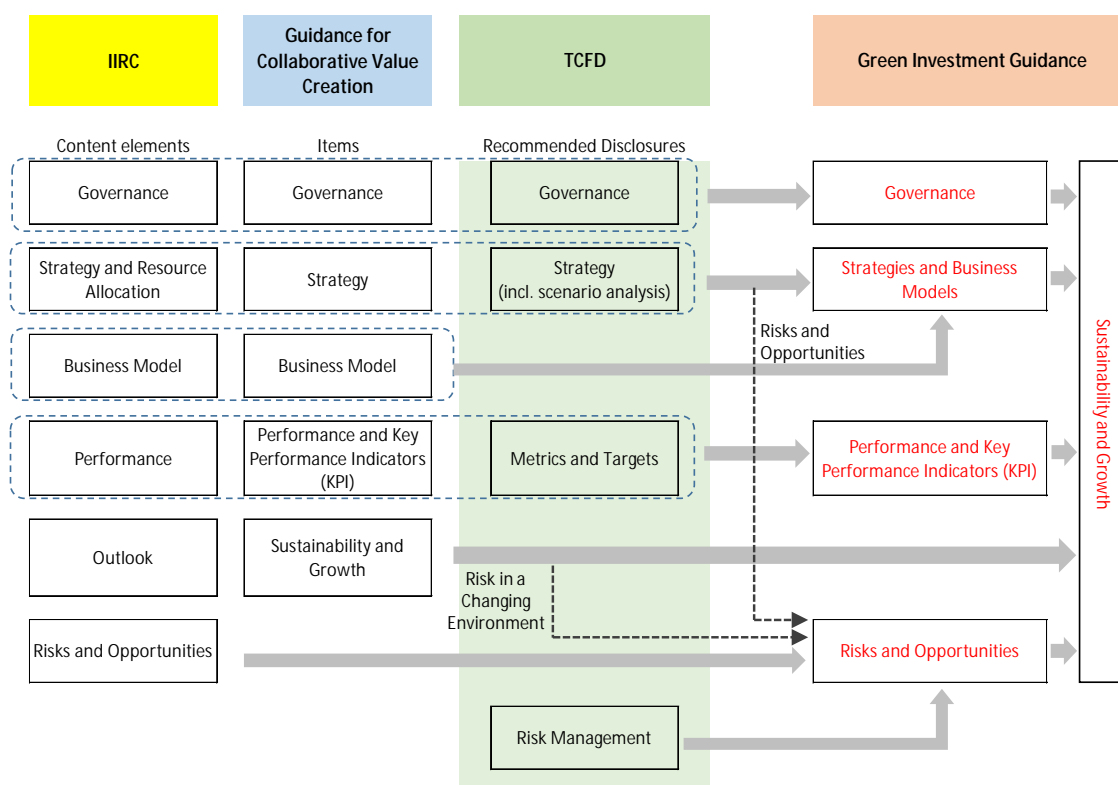 IIRC
Guidance for
Collaborative Value
Creation
TCFD
Green Investment Guidance
Content elements
Items
Recommended Disclosures
Governance
Governance
Governance
Governance
Strategy and Resource
Allocation
Strategy
Strategy
(incl. scenario analysis)
Strategies and Business
Models
Risks and
Opportunities
Business Model
Business Model
Performance
Performance and Key
Performance Indicators
(KPI)
Metrics and Targets
Performance and Key
Performance Indicators (KPI)
Sustainability and Growth
Outlook
Sustainability and
Growth
Risk in a
Changing
Environment
Risks and Opportunities
Risks and Opportunities
Risk Management